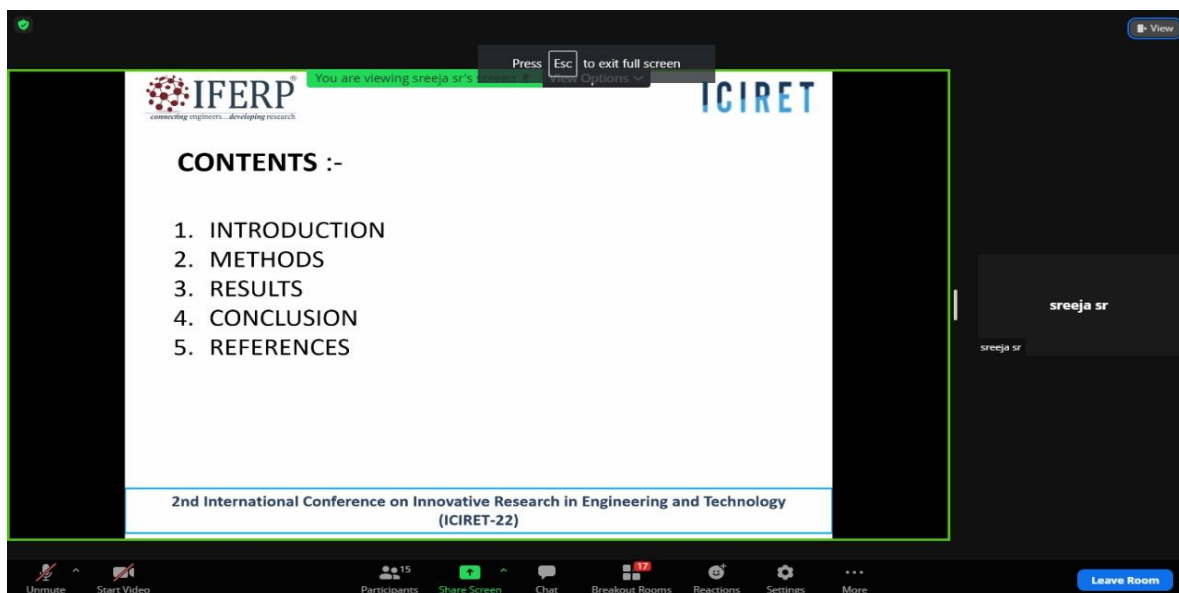 View
Press Esc to exit full screen
You are viewing sreeja sr's screen View Options
IFERP®
connecting engineers...developing research
ICIRET
CONTENTS :-
1. INTRODUCTION
2. METHODS
3. RESULTS
4. CONCLUSION
5. REFERENCES
sreeja sr
sreeja sr
2nd International Conference on Innovative Research in Engineering and Technology
(ICIRET-22)
15
17
Unmute Start Video Participants Share Screen Chat Breakout Rooms Reactions Settings More
Leave Room